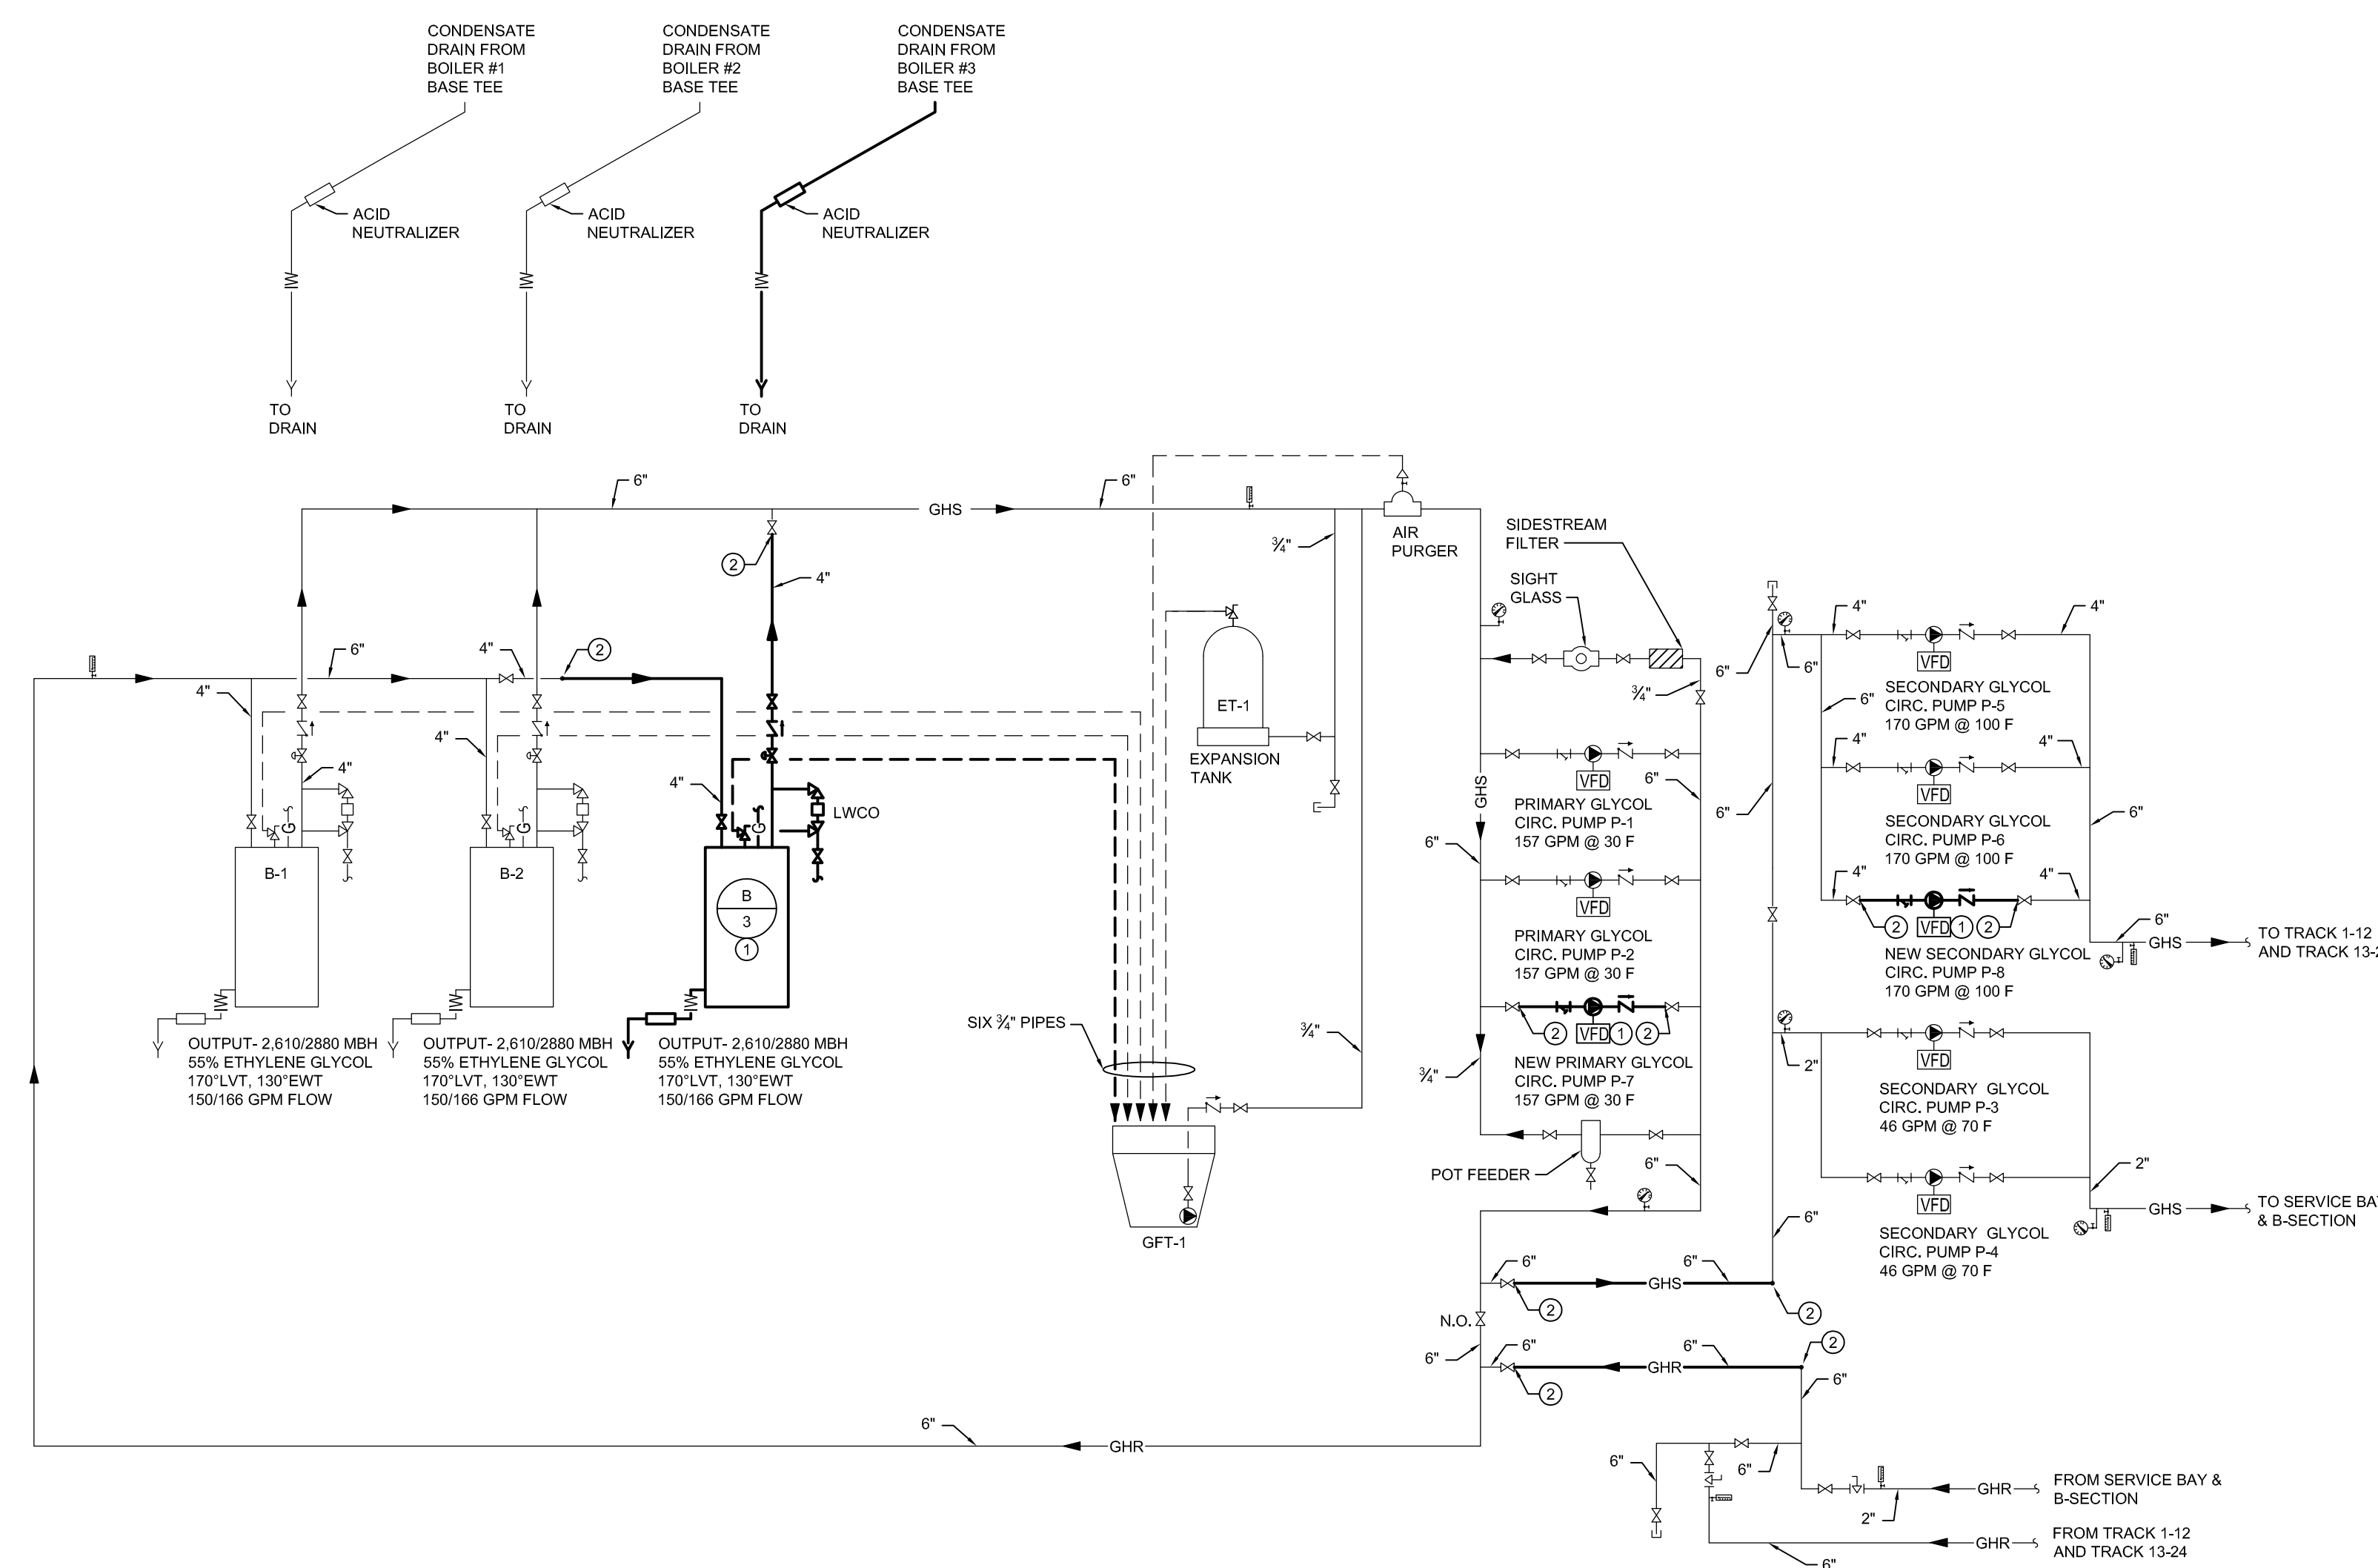 CONDENSATE
DRAIN FROM
BOILER #1
BASE TEE
CONDENSATE
DRAIN FROM
BOILER #2
BASE TEE
CONDENSATE
DRAIN FROM
BOILER #3
BASE TEE
ACID
NEUTRALIZER
ACID
NEUTRALIZER
ACID
NEUTRALIZER
TO
DRAIN
TO
DRAIN
TO
DRAIN
6"
GHS
6"
2
4"
3/4"
AIR
PURGER
SIDESTREAM
FILTER
SIGHT
GLASS
6"
4"
2
4"
4"
4"
4"
G
G
G
LWCO
B-1
B-2
B
3
1
ET-1
EXPANSION
TANK
OUTPUT- 2,610/2880 MBH
55% ETHYLENE GLYCOL
170°LVT, 130°EWT
150/166 GPM FLOW
OUTPUT- 2,610/2880 MBH
55% ETHYLENE GLYCOL
170°LVT, 130°EWT
150/166 GPM FLOW
OUTPUT- 2,610/2880 MBH
55% ETHYLENE GLYCOL
170°LVT, 130°EWT
150/166 GPM FLOW
SIX 3/4" PIPES
3/4"
GFT-1
3/4"
GHS
VFD
6"
PRIMARY GLYCOL
CIRC. PUMP P-1
157 GPM @ 30 F
6"
VFD
PRIMARY GLYCOL
CIRC. PUMP P-2
157 GPM @ 30 F
2
VFD
1
2
NEW PRIMARY GLYCOL
CIRC. PUMP P-7
157 GPM @ 30 F
3/4"
POT FEEDER
6"
6"
6"
6"
6"
4"
4"
VFD
SECONDARY GLYCOL
CIRC. PUMP P-5
170 GPM @ 100 F
6"
4"
4"
VFD
SECONDARY GLYCOL
CIRC. PUMP P-6
170 GPM @ 100 F
6"
4"
4"
2
VFD
1
2
NEW SECONDARY GLYCOL
CIRC. PUMP P-8
170 GPM @ 100 F
6"
GHS
TO TRACK 1-12
AND TRACK
2"
VFD
SECONDARY GLYCOL
CIRC. PUMP P-3
46 GPM @ 70 F
VFD
SECONDARY GLYCOL
CIRC. PUMP P-4
46 GPM @ 70 F
2"
GHS
TO SERVICE
& B-SECTION
6"
6"
GHS
6"
2
2
N.O.
6"
6"
GHR
6"
2
2
6"
6"
GHR
6"
6"
2"
GHR
FROM SERVICE BAY &
B-SECTION
6"
GHR
FROM TRACK 1-12
AND TRACK 13-24